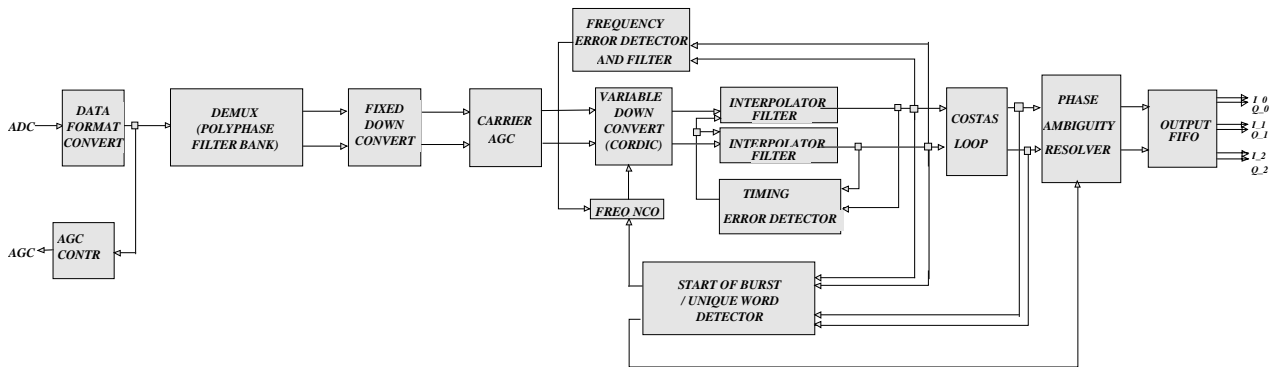 FREQUENCY
ERROR DETECTOR
AND FILTER
ADC
DATA
FORMAT
CONVERT
DEMUX
(POLYPHASE
FILTER BANK)
FIXED
DOWN
CONVERT
CARRIER
AGC
VARIABLE
DOWN
CONVERT
(CORDIC)
INTERPOLATOR
FILTER
INTERPOLATOR
FILTER
TIMING
ERROR DETECTOR
COSTAS
LOOP
PHASE
AMBIGUITY
RESOLVER
OUTPUT
FIFO
I_0
Q_0
I_1
Q_1
I_2
Q_2
FREQ NCO
AGC
AGC
CONTR
START OF BURST
/ UNIQUE WORD
DETECTOR